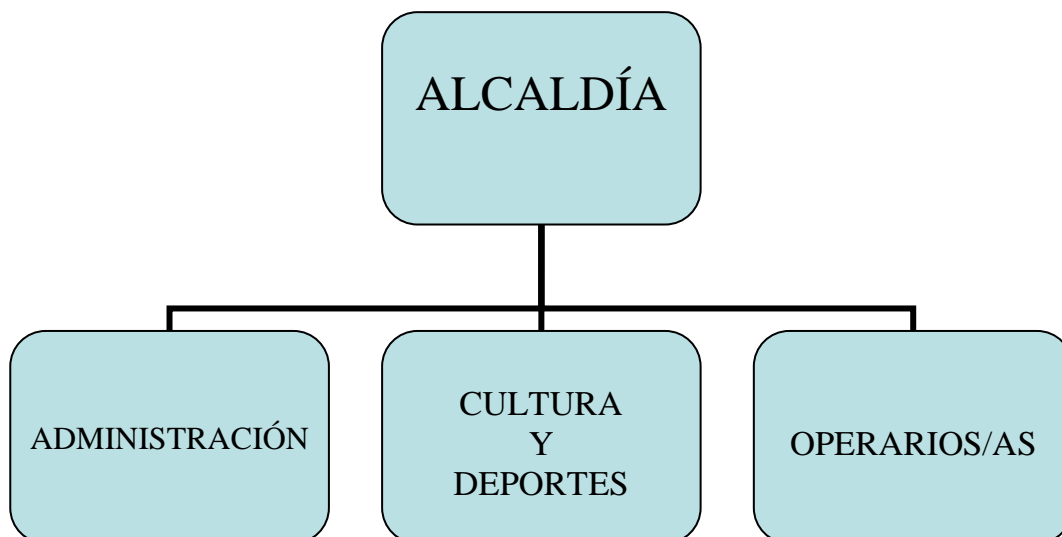 ALCALDÍA
ADMINISTRACIÓN
CULTURA
Y
DEPORTES
OPERARIOS/AS